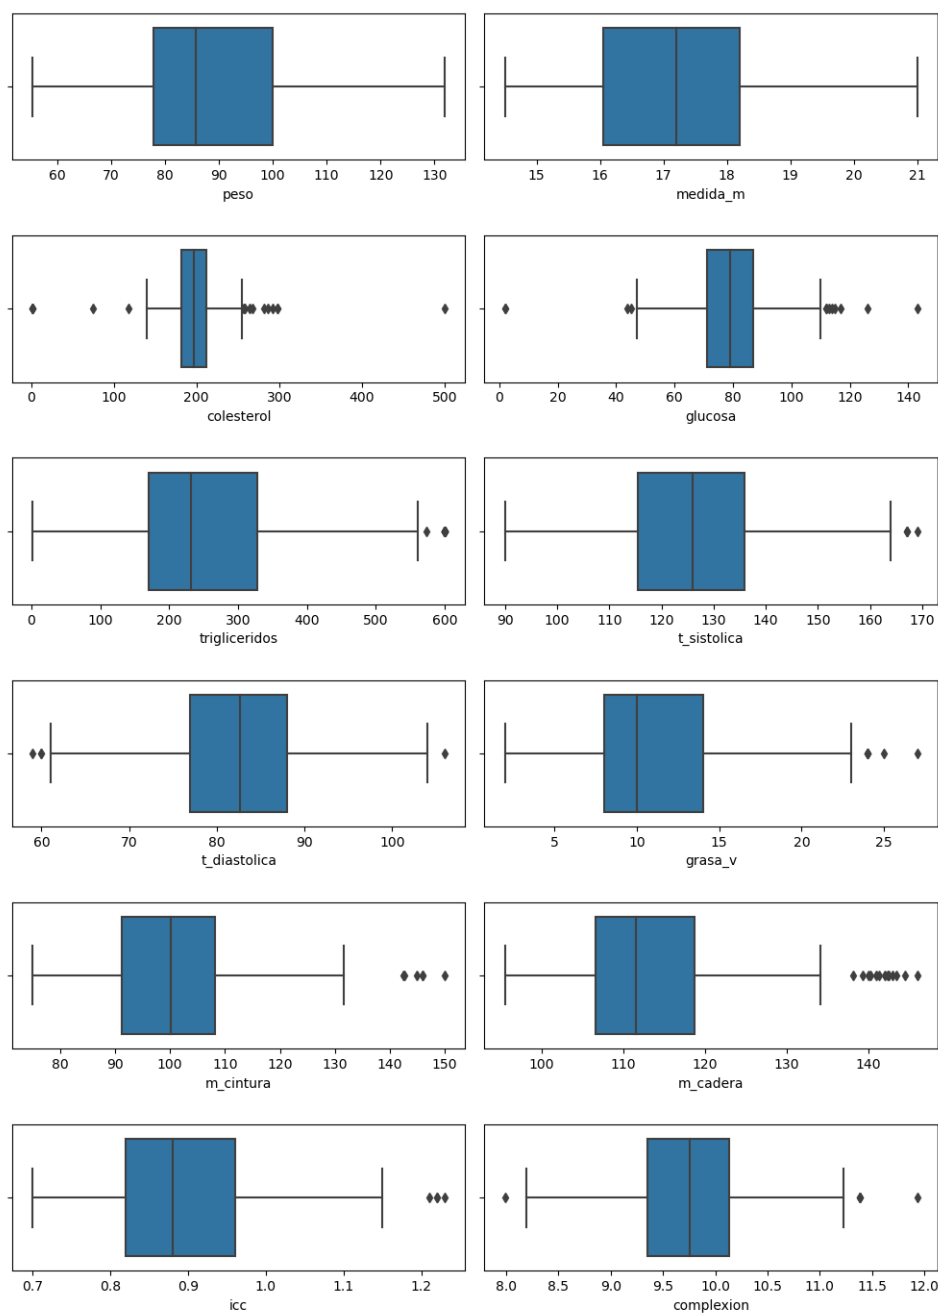 60 70 80 90 100 110 120 130
peso
15 16 17 18 19 20 21
medida_m
0 100 200 300 400 500
colesterol
0 20 40 60 80 100 120 140
glucosa
0 100 200 300 400 500 600
trigliceridos
90 100 110 120 130 140 150 160 170
t_sistolica
60 70 80 90 100
t_diastolica
5 10 15 20 25
grasa_v
80 90 100 110 120 130 140 150
m_cintura
100 110 120 130 140
m_cadera
0.7 0.8 0.9 1.0 1.1 1.2
icc
8.0 8.5 9.0 9.5 10.0 10.5 11.0 11.5 12.0
complexion